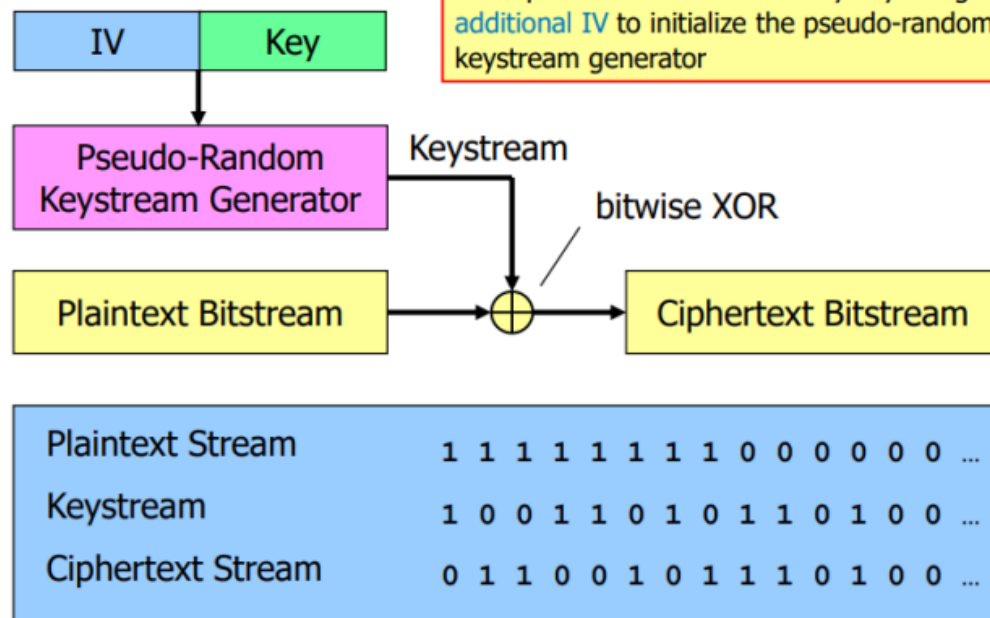 additional IV to initialize the pseudo-random
keystream generator
IV Key
Pseudo-Random
Keystream Generator
Keystream
bitwise XOR
Plaintext Bitstream
Ciphertext Bitstream
Plaintext Stream 1 1 1 1 1 1 1 1 0 0 0 0 0 0 ...
Keystream 1 0 0 1 1 0 1 0 1 1 0 1 0 0 ...
Ciphertext Stream 0 1 1 0 0 1 0 1 1 1 0 1 0 0 ...